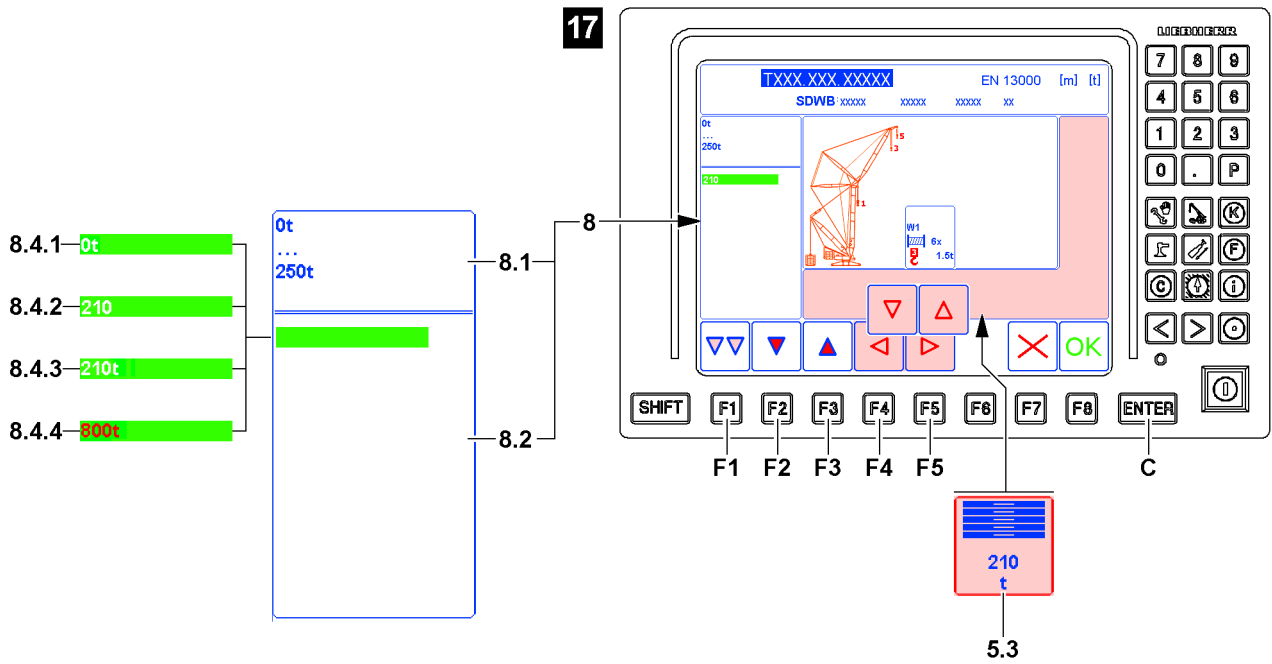 17
LIEBHERR
TXXX XXX XXXXX
EN 13000 [m] [t]
SDWB: XXXXX XXXXX XXXXX XX
0t
...
250t
210
5
3
1
W1
6x
1.5t
OK
7 8 9
4 5 6
1 2 3
0 . P
K
F
C i
SHIFT F1 F2 F3 F4 F5 F6 F7 F8 ENTER
F1 F2 F3 F4 F5 C
210
t
5.3
8
8.1
8.2
0t
...
250t
8.4.1 0t
8.4.2 210
8.4.3 210t
8.4.4 800t